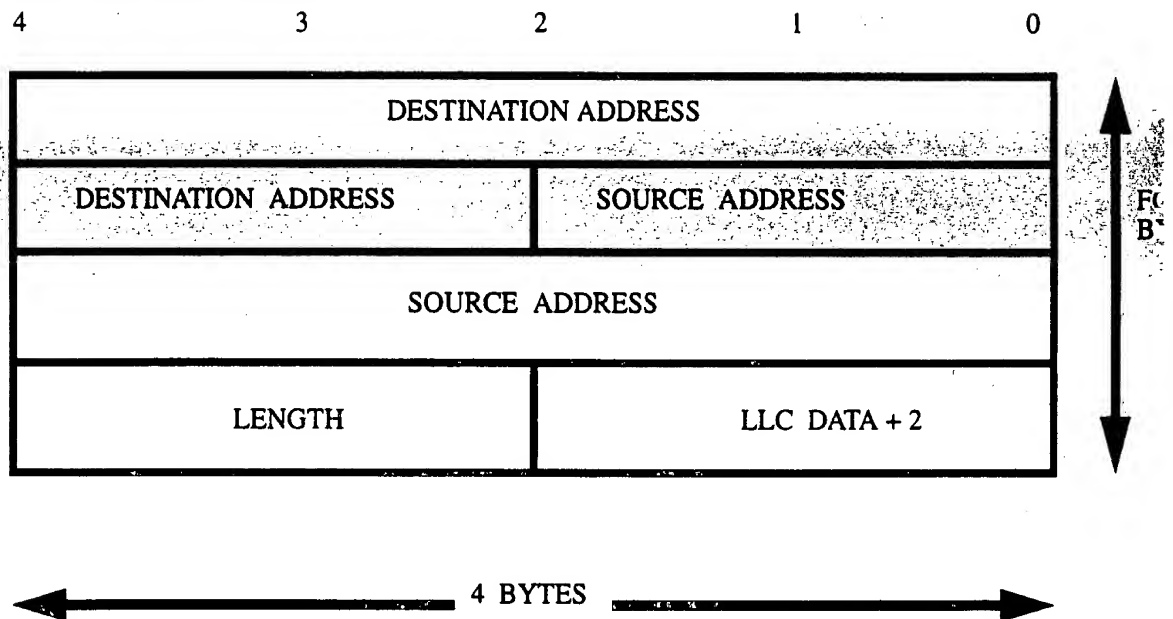 4 3 2 1 0
DESTINATION ADDRESS
DESTINATION ADDRESS SOURCE ADDRESS
SOURCE ADDRESS
LENGTH LLC DATA + 2
4 BYTES